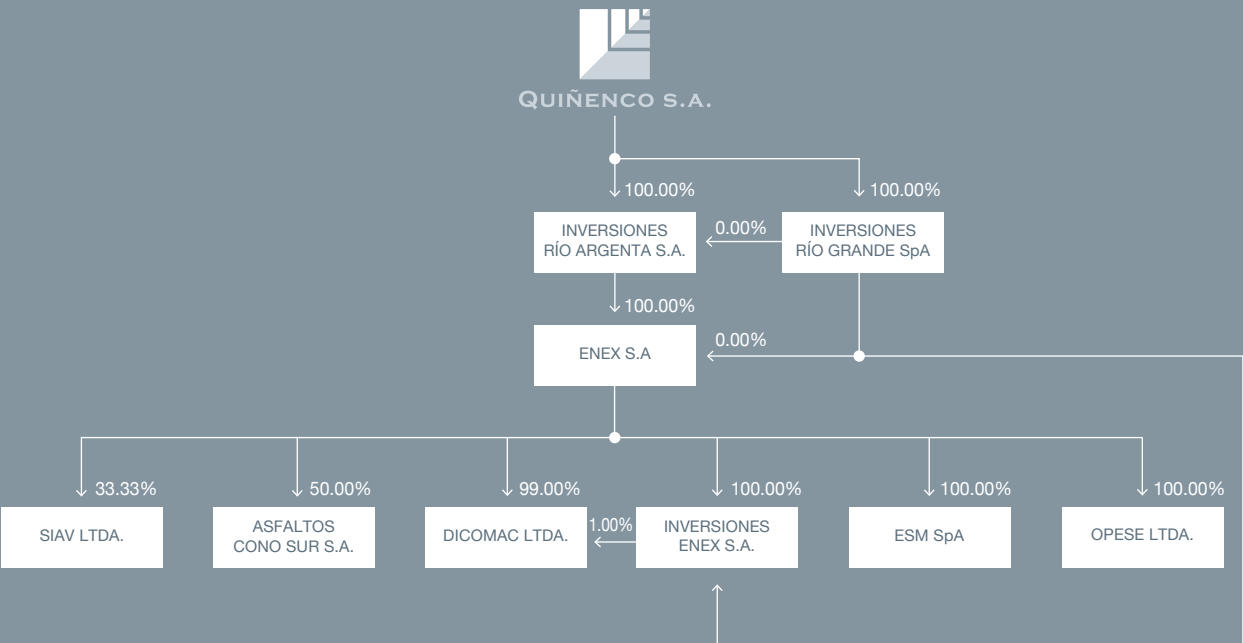 QUIÑENCO S.A.
100.00%
100.00%
INVERSIONES
RÍO ARGENTA S.A.
0.00%
INVERSIONES
RÍO GRANDE SpA
100.00%
ENEX S.A
0.00%
33.33%
50.00%
99.00%
100.00%
100.00%
100.00%
SIAV LTDA.
ASFALTOS
CONO SUR S.A.
DICOMAC LTDA.
1.00%
INVERSIONES
ENEX S.A.
ESM SpA
OPESE LTDA.